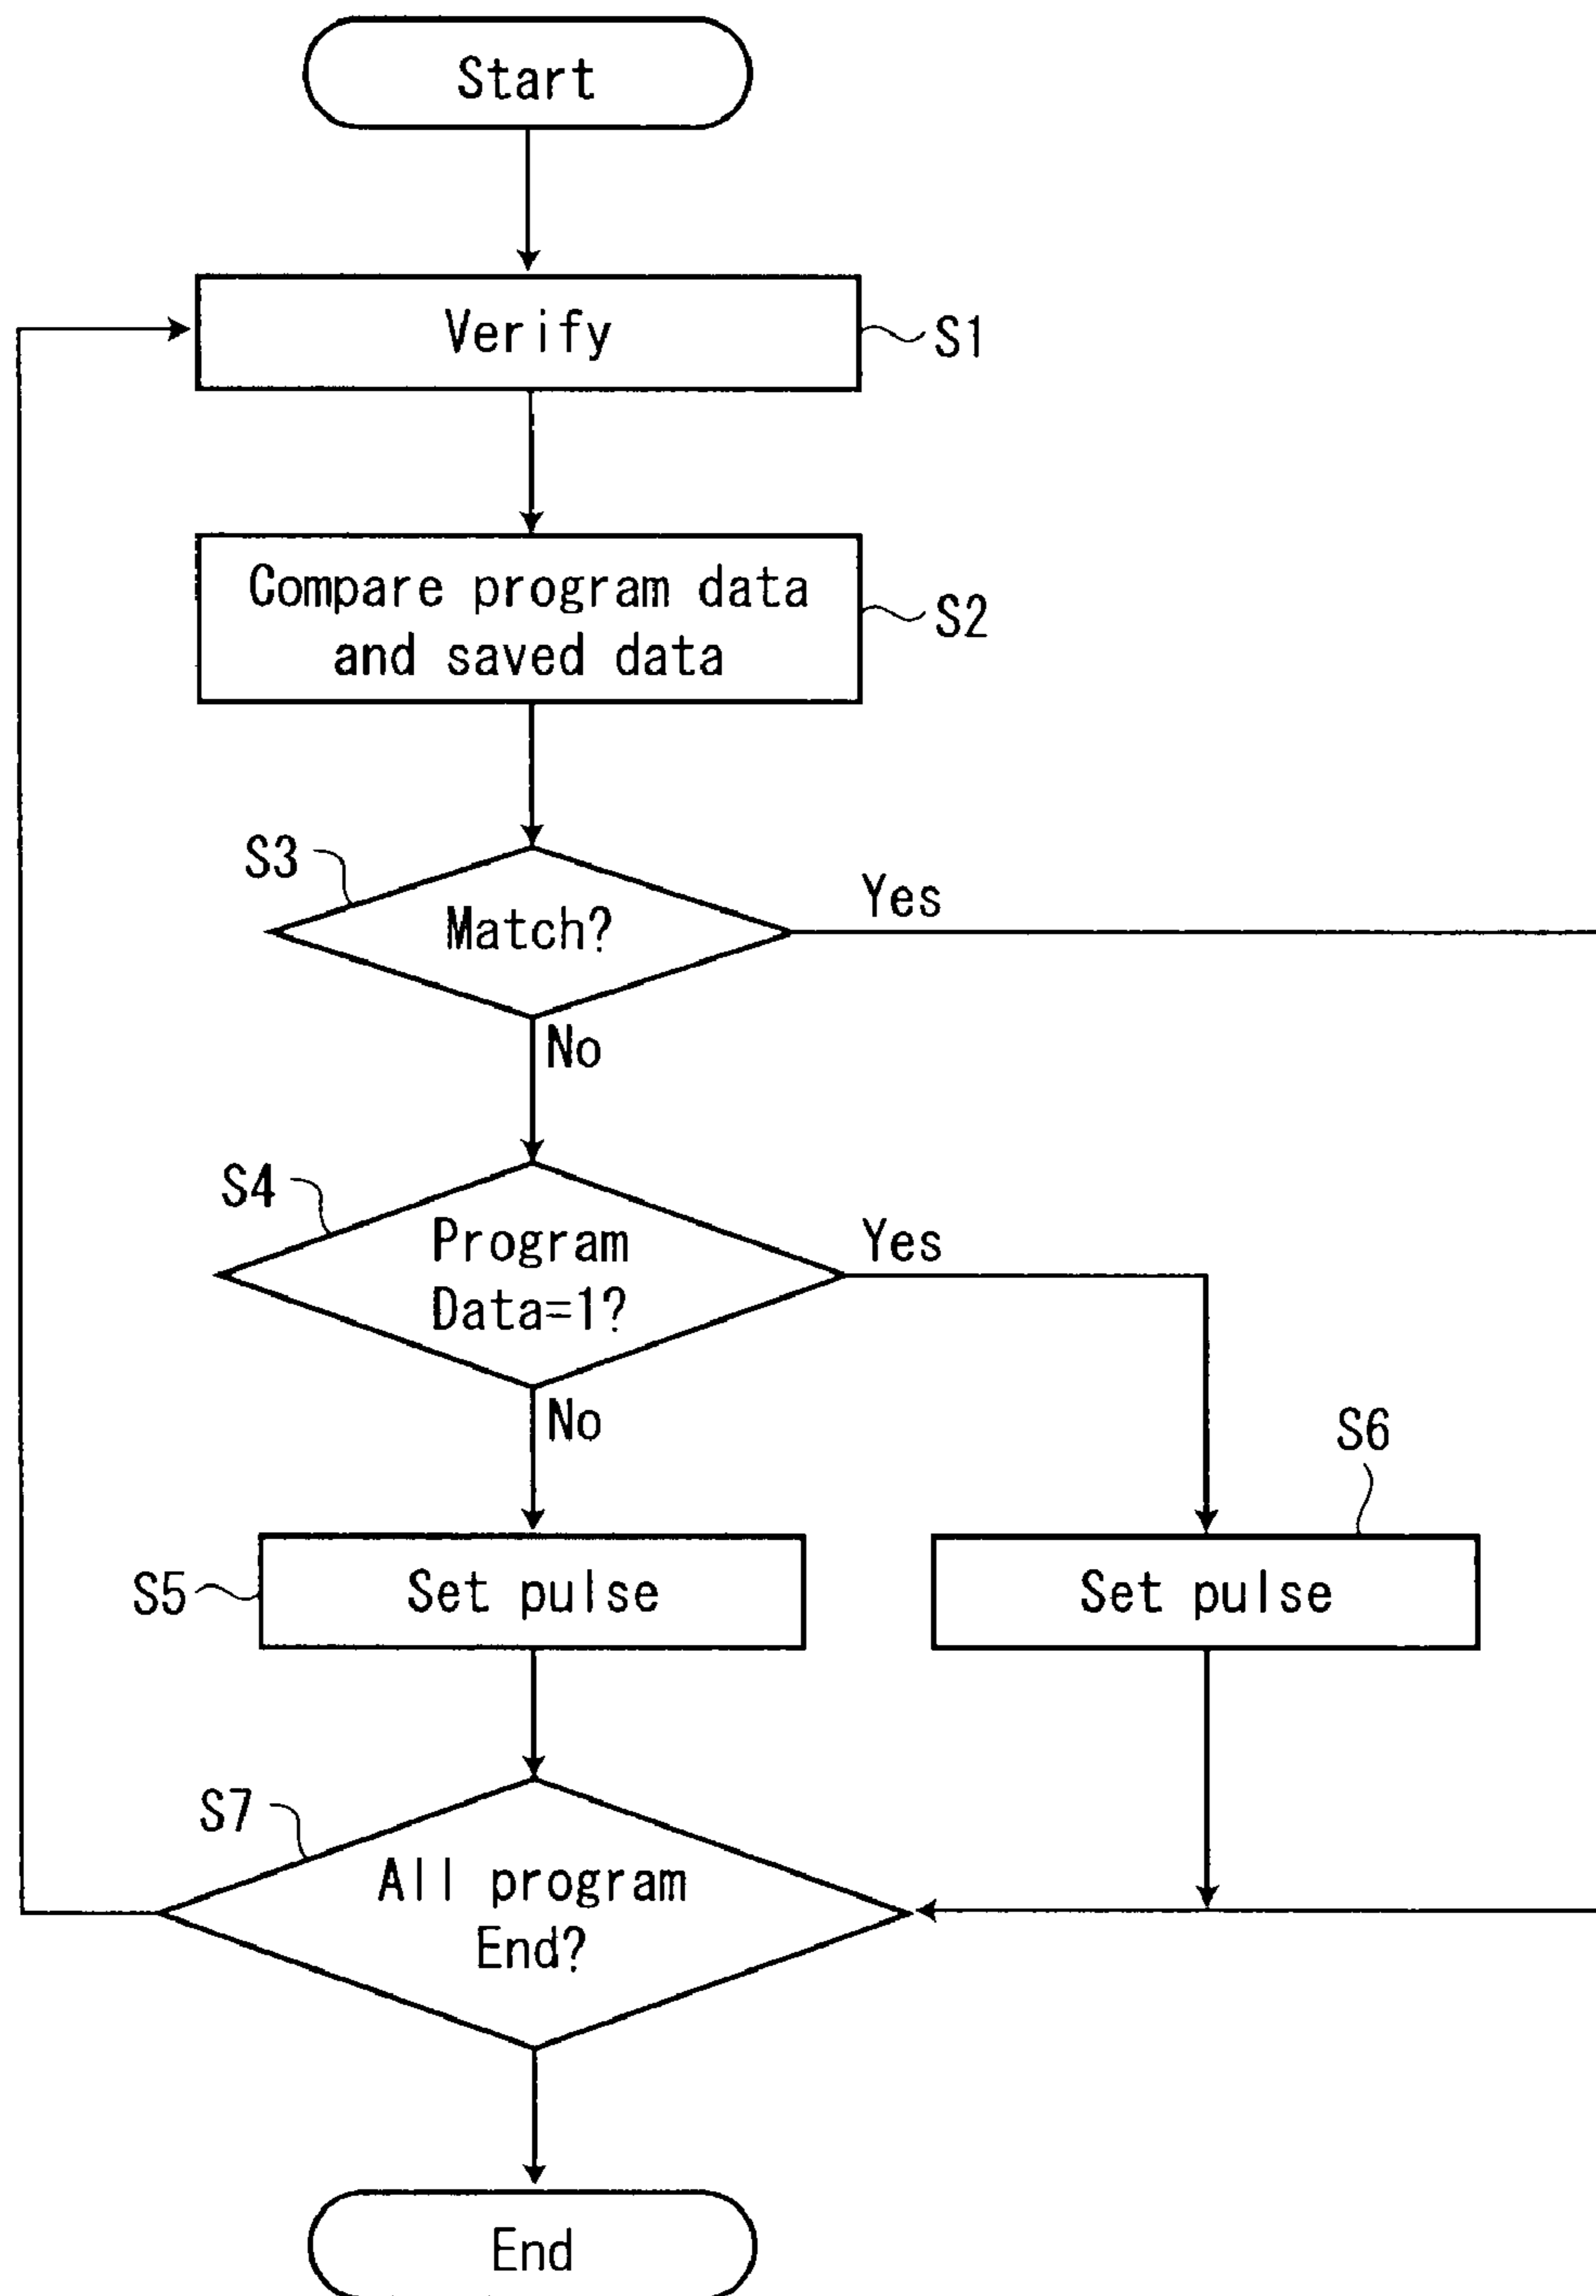 Start
Verify
S1
Compare program data
and saved data
S2
S3
Match?
Yes
No
S4
Program
Data=1?
Yes
No
S6
S5
Set pulse
Set pulse
S7
All program
End?
End